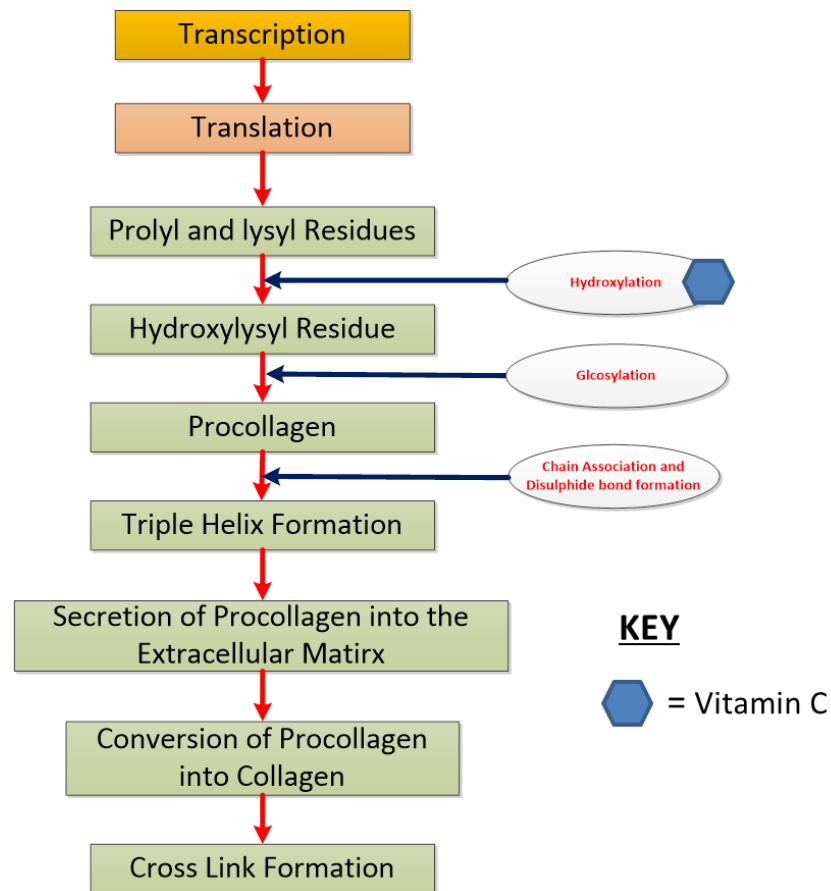 Transcription
Translation
Prolyl and lysyl Residues
Hydroxylation
Hydroxylysyl Residue
Glcosylation
Procollagen
Chain Association and
Disulphide bond formation
Triple Helix Formation
Secretion of Procollagen into the
Extracellular Matirx
KEY
= Vitamin C
Conversion of Procollagen
into Collagen
Cross Link Formation